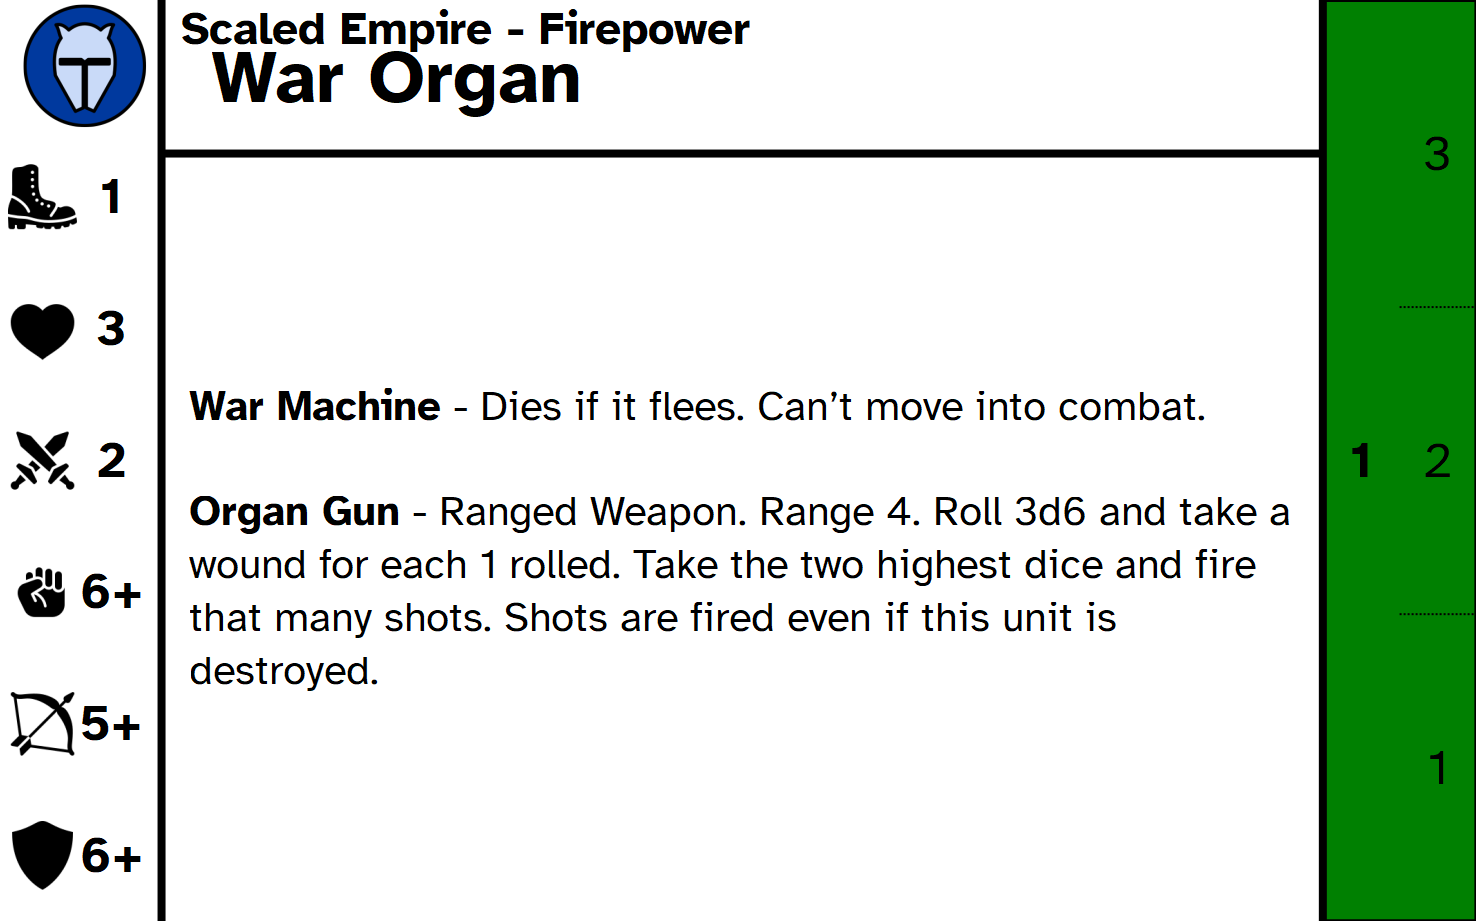 Scaled Empire - Firepower
War Organ
1
3
2
6+
5+
6+
War Machine - Dies if it flees. Can’t move into combat.
Organ Gun - Ranged Weapon. Range 4. Roll 3d6 and take a
wound for each 1 rolled. Take the two highest dice and fire
that many shots. Shots are fired even if this unit is
destroyed.
3
1 2
1